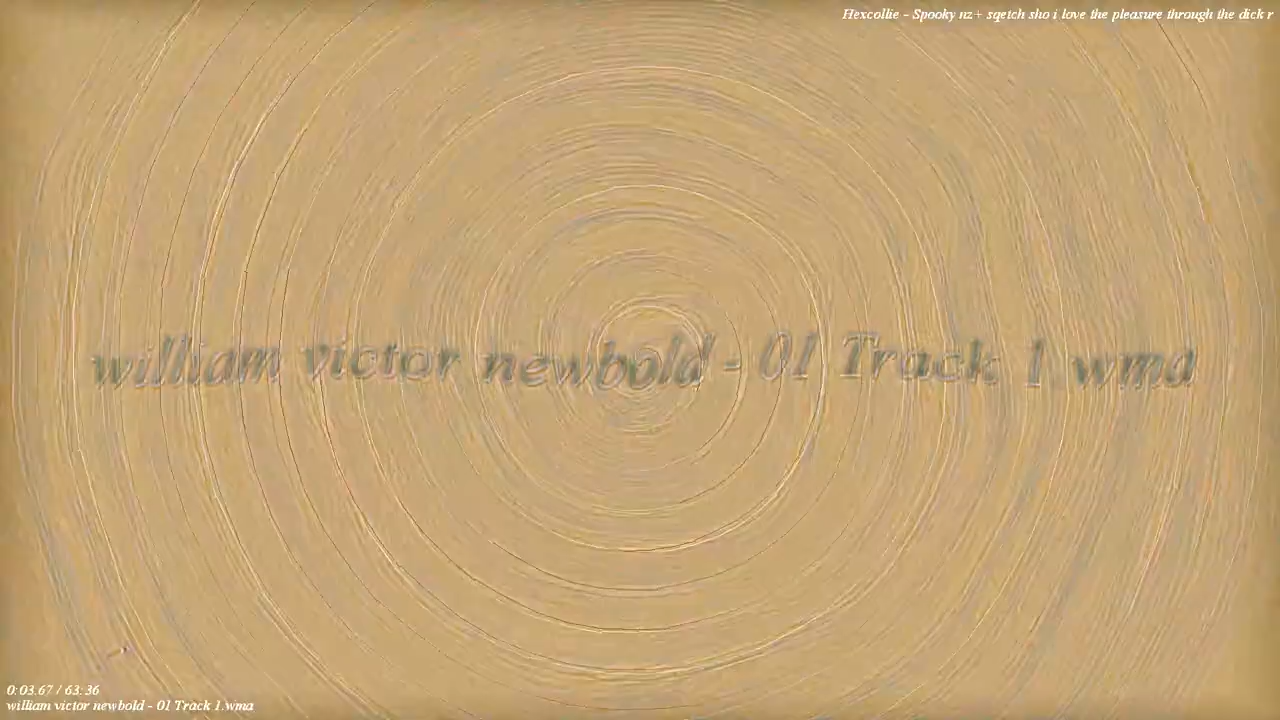 Hexcollie - Spooky nz+ sqetch sho i love the pleasure through the dick r
william victor newbold - 01 Track 1.wma
0:03.67 / 63:36
william victor newbold - 01 Track 1.wma